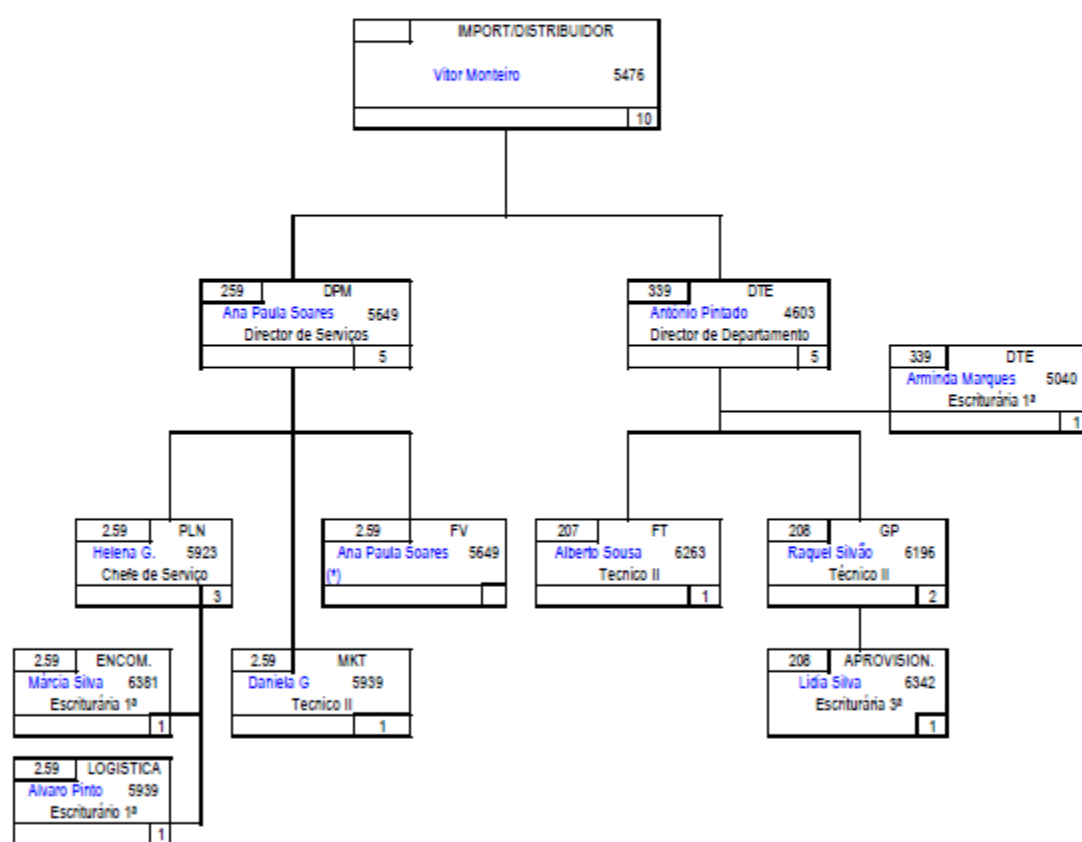 IMPORT/DISTRIBUIDOR
Vitor Monteiro 5476
10
259 DPM
Ana Paula Soares 5649
Director de Serviços
5
339 DTE
António Pintado 4603
Director de Departamento
5
339 DTE
Arminda Marques 5040
Escriturária 1ª
1
2.59 PLN
Helena G. 5923
Chefe de Serviço
3
2.59 FV
Ana Paula Soares 5649
(*)
207 FT
Alberto Sousa 6263
Tecnico II
1
208 GP
Raquel Silvão 6196
Técnico II
2
2.59 ENCOM.
Márcia Silva 6381
Escriturária 1ª
1
2.59 MKT
Daniela G 5939
Tecnico II
1
208 APROVISION.
Lidia Silva 6342
Escriturária 3ª
1
2.59 LOGISTICA
Alvaro Pinto 5939
Escriturário 1ª
1